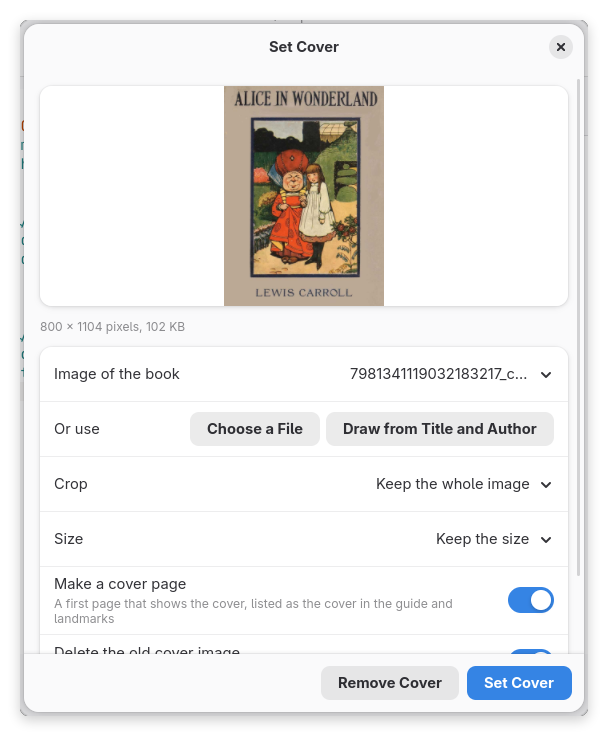 Set Cover
ALICE IN WONDERLAND
LEWIS CARROLL
800 × 1104 pixels, 102 KB
Image of the book
7981341119032183217_c...
Or use
Choose a File
Draw from Title and Author
Crop
Keep the whole image
Size
Keep the size
Make a cover page
A first page that shows the cover, listed as the cover in the guide and
landmarks
Delete the old cover image
Remove Cover
Set Cover